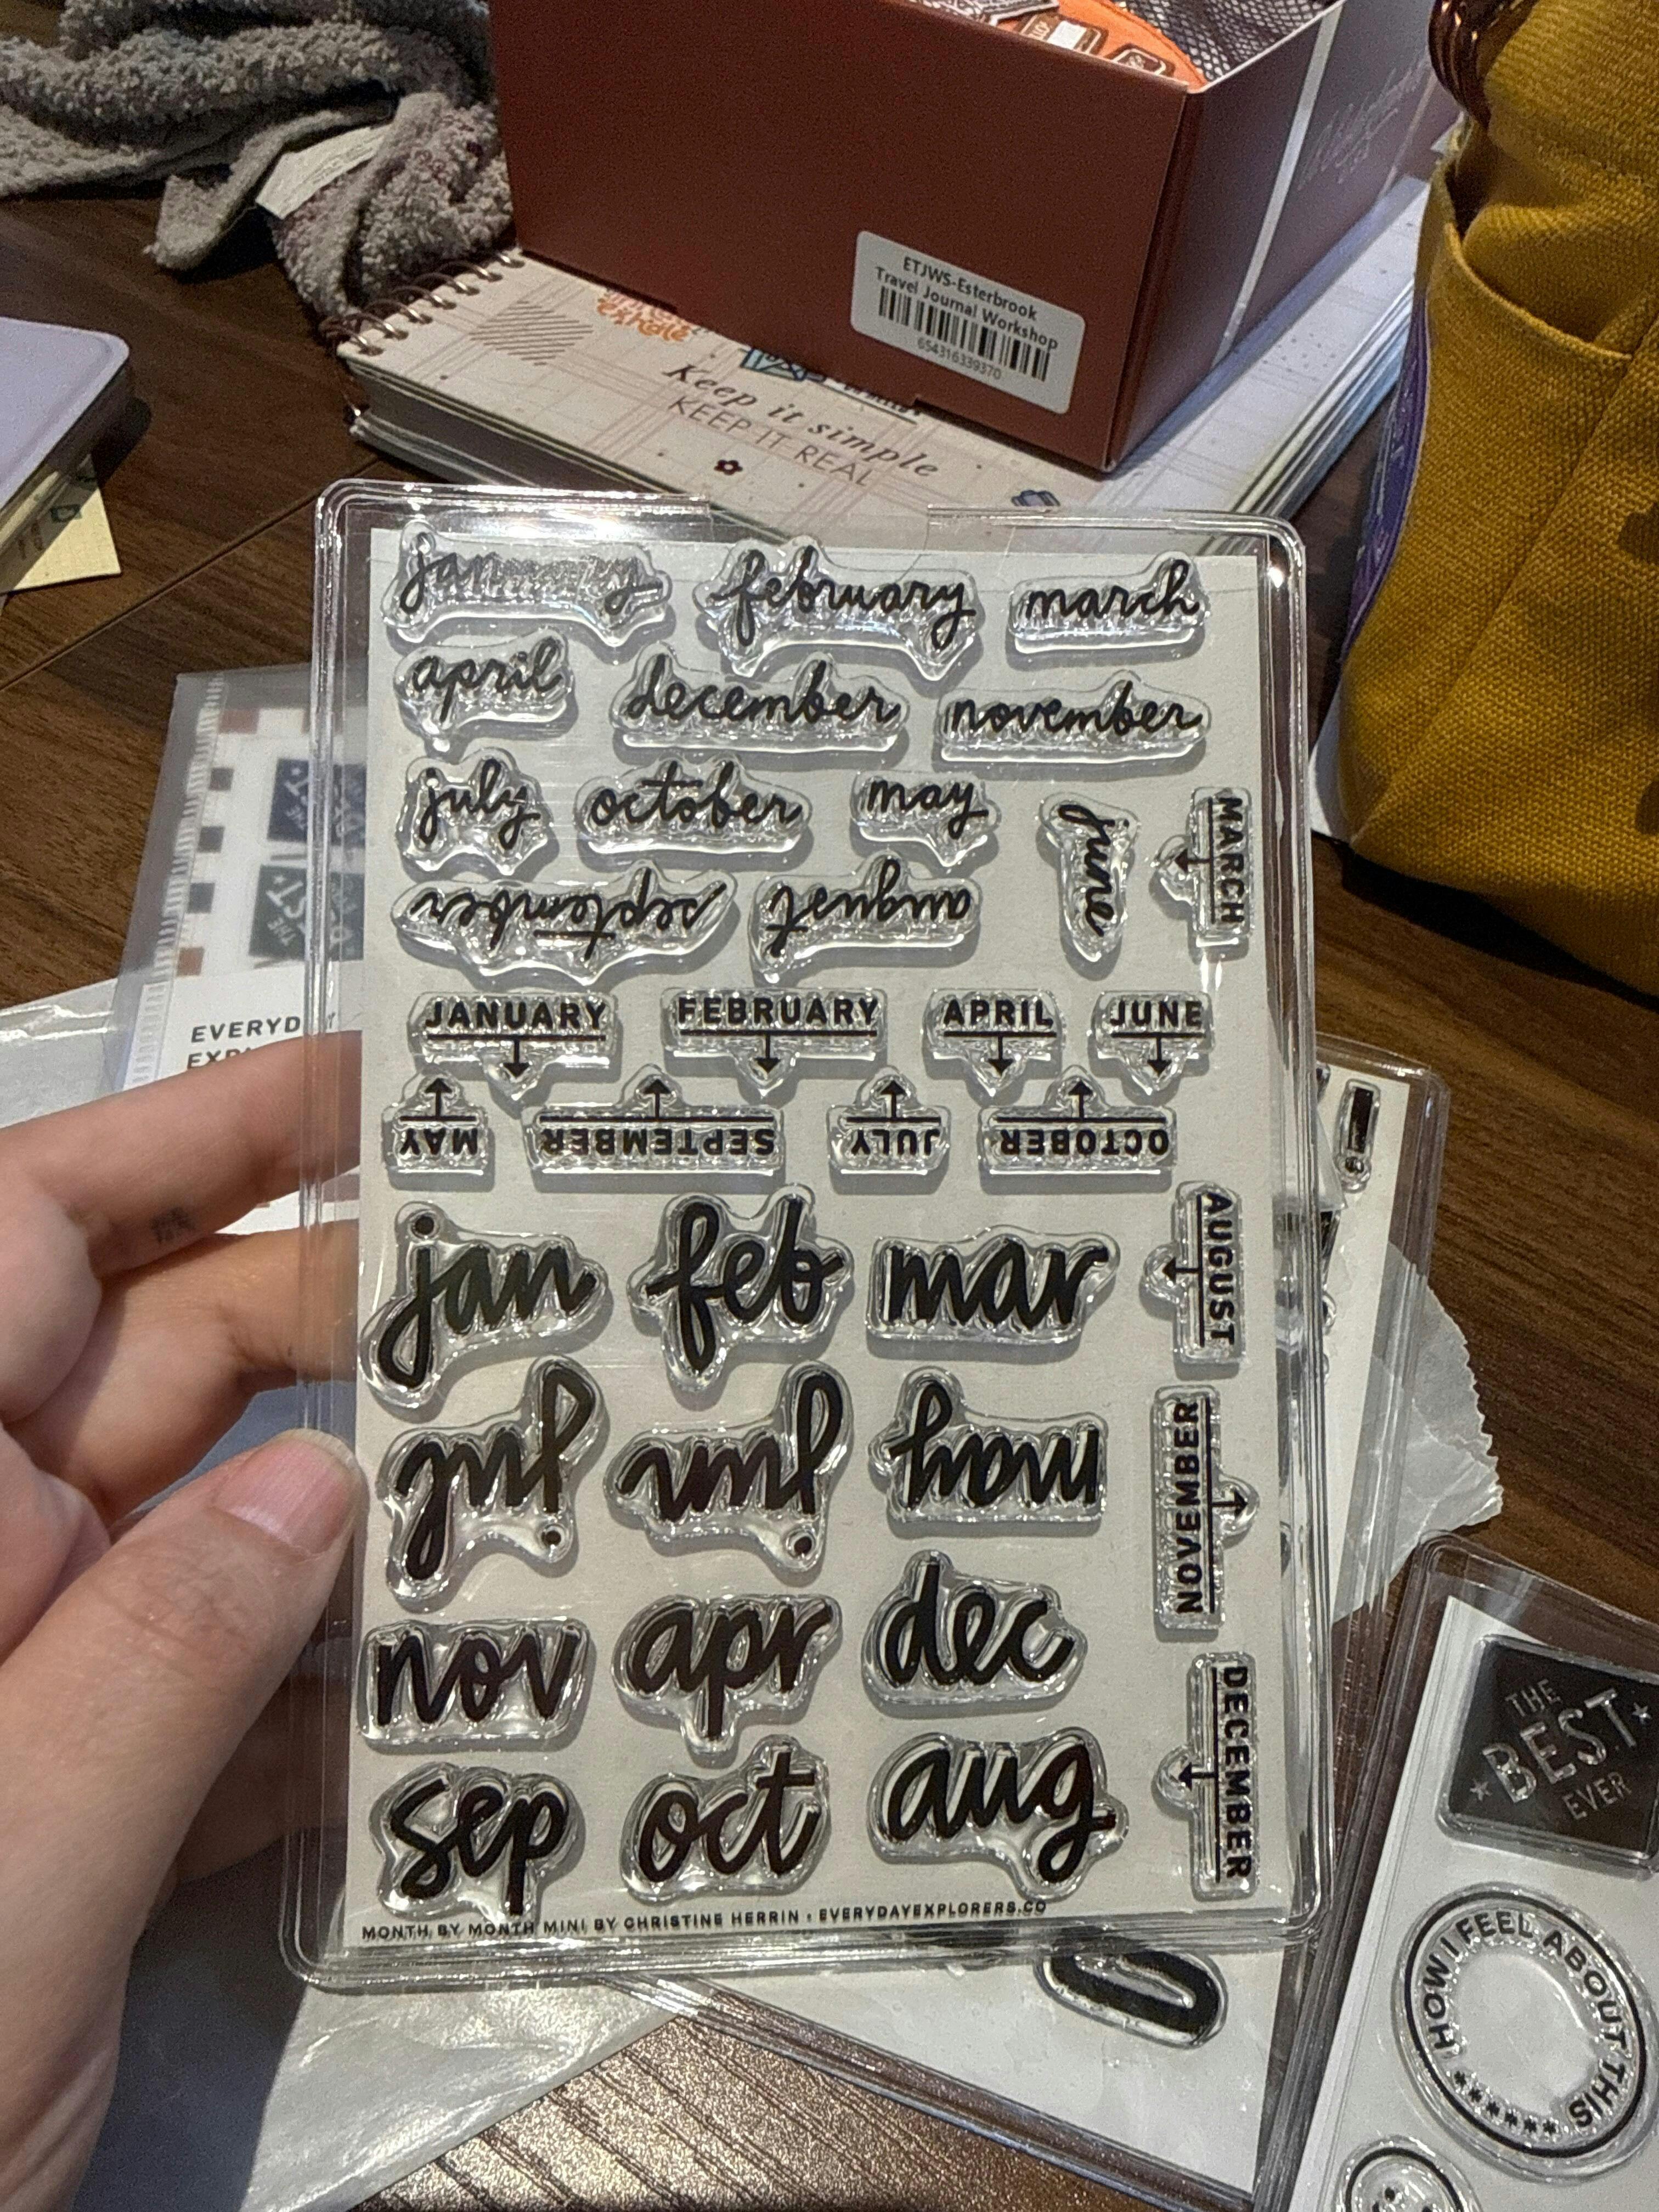 ETJWS-Esterbrook
Travel Journal Workshop
654316339370
exhale
Keep it simple
KEEP IT REAL
january february march
april december november
july october may june MARCH
september august
JANUARY FEBRUARY APRIL JUNE
MAY SEPTEMBER JULY OCTOBER
jan feb mar AUGUST
jul jun may NOVEMBER
nov apr dec
sep oct aug DECEMBER
MONTH BY MONTH MINI BY CHRISTINE HERRIN • EVERYDAYEXPLORERS.CO
THE
BEST
EVER
HOW I FEEL ABOUT THIS